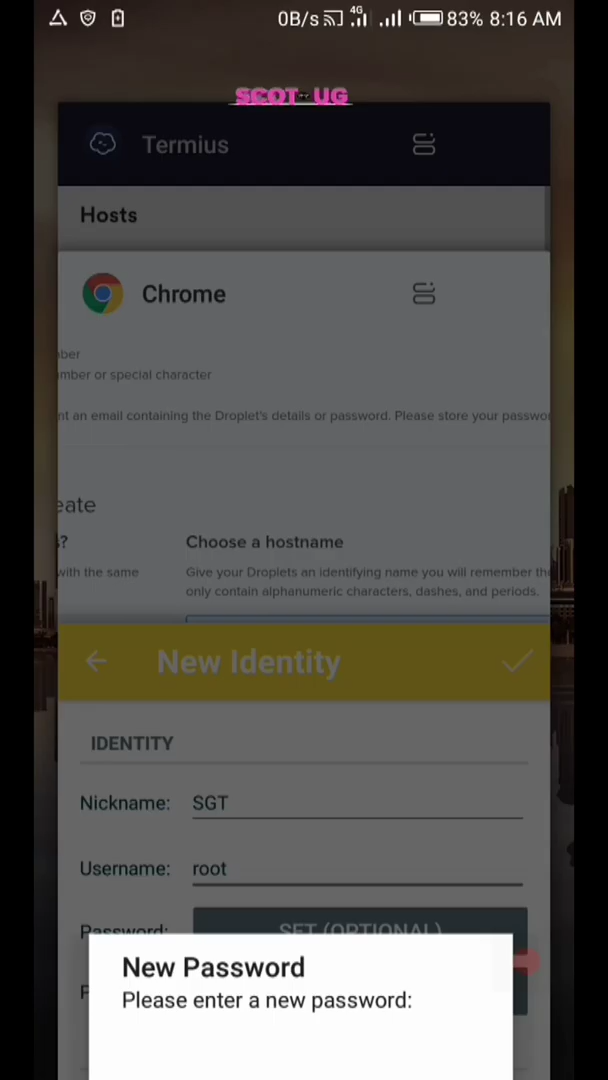 0B/s 4G 83% 8:16 AM
SCOT UG
Termius
Hosts
Chrome
ber
mber or special character
nt an email containing the Droplet's details or password. Please store your passwo
eate
s?
Choose a hostname
with the same
Give your Droplets an identifying name you will remember the
only contain alphanumeric characters, dashes, and periods.
New Identity
IDENTITY
Nickname: SGT
Username: root
Password: SET (OPTIONAL)
P
New Password
Please enter a new password: